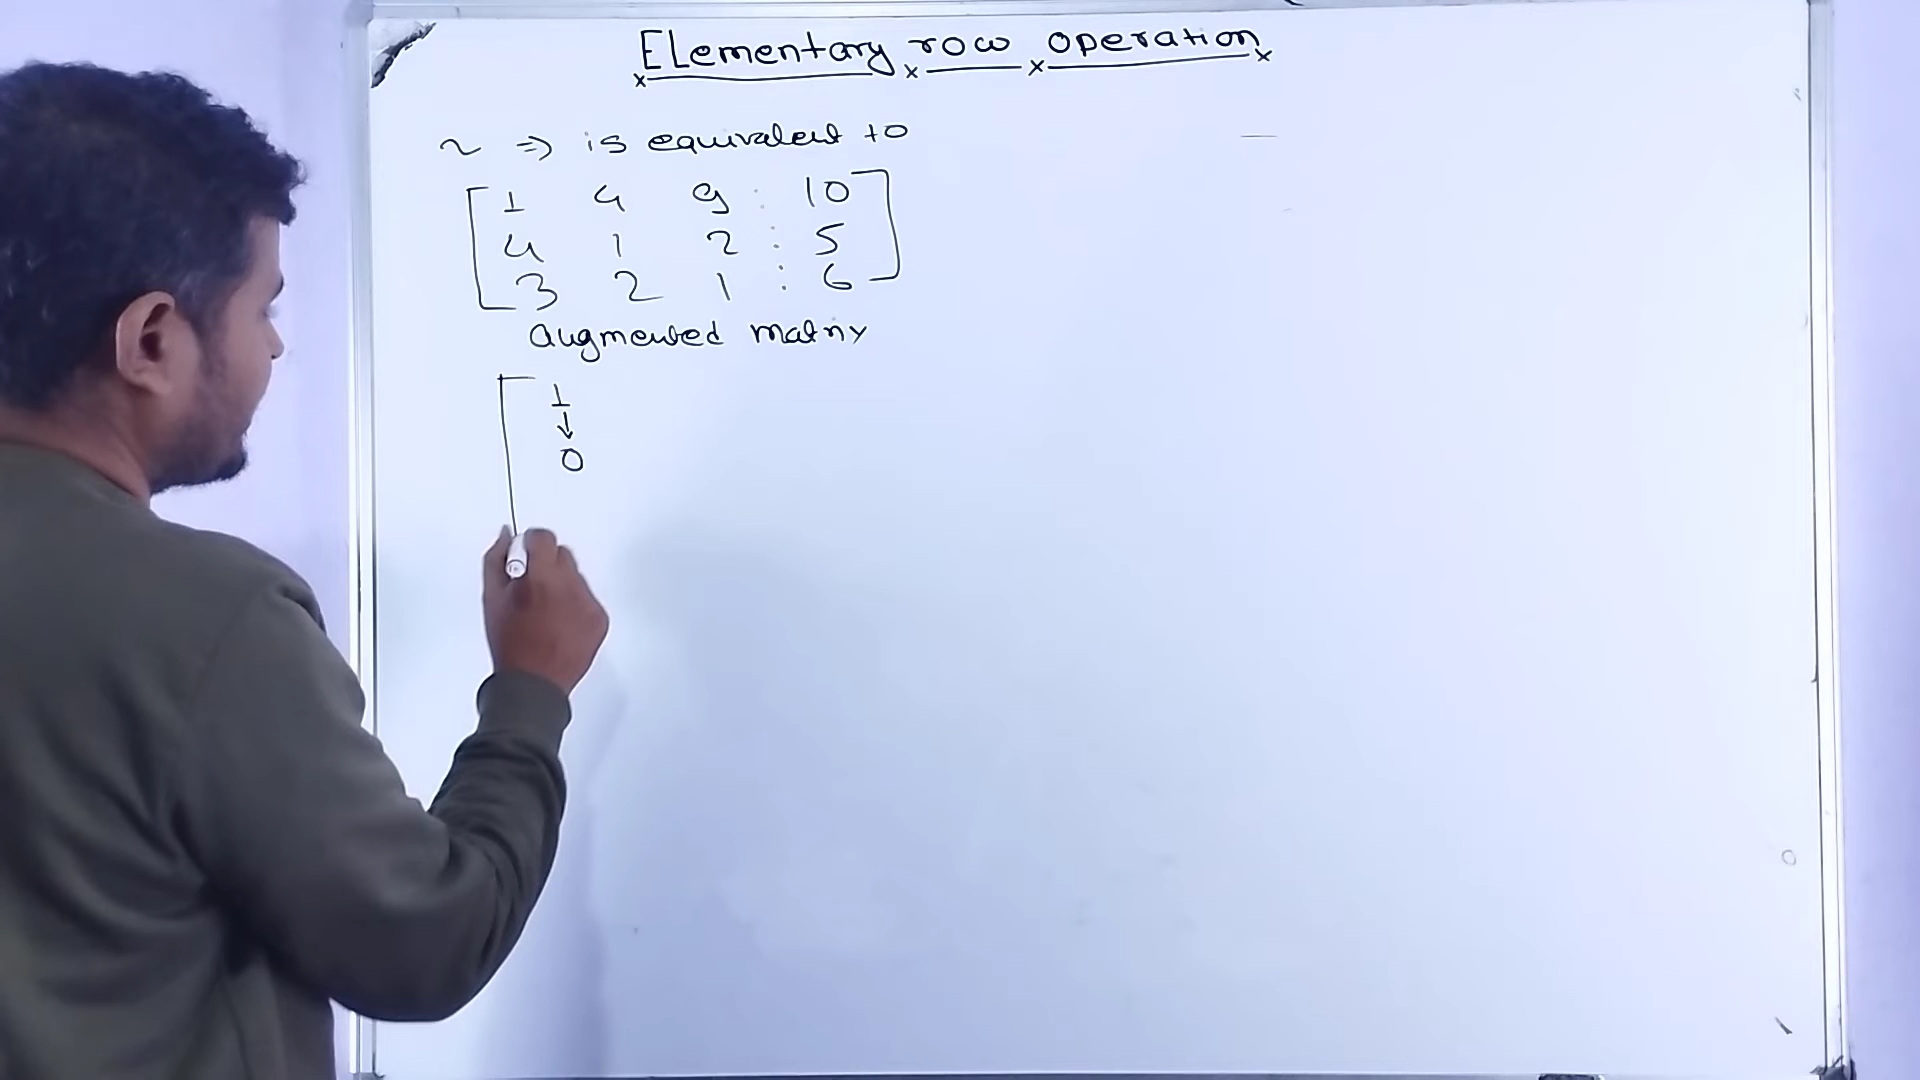 Elementary row operation
~ ⇒ is equivalent to
1 4 9 : 10
4 1 2 : 5
3 2 1 : 6
augmented matrix
1
↓
0